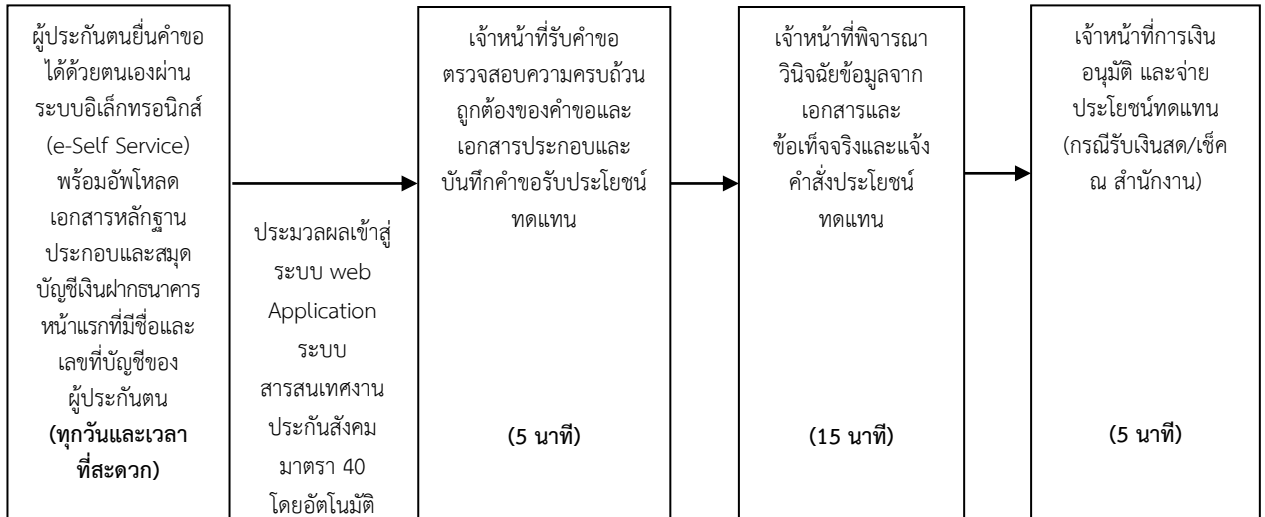 ผู้ประกันตนยื่นคำขอ
ได้ด้วยตนเองผ่าน
ระบบอิเล็กทรอนิกส์
(e-Self Service)
พร้อมอัพโหลด
เอกสารหลักฐาน
ประกอบและสมุด
บัญชีเงินฝากธนาคาร
หน้าแรกที่มีชื่อและ
เลขที่บัญชีของ
ผู้ประกันตน
(ทุกวันและเวลา
ที่สะดวก)
ประมวลผลเข้าสู่
ระบบ web
Application
ระบบ
สารสนเทศงาน
ประกันสังคม
มาตรา 40
โดยอัตโนมัติ
เจ้าหน้าที่รับคำขอ
ตรวจสอบความครบถ้วน
ถูกต้องของคำขอและ
เอกสารประกอบและ
บันทึกคำขอรับประโยชน์
ทดแทน
(5 นาที)
เจ้าหน้าที่พิจารณา
วินิจฉัยข้อมูลจาก
เอกสารและ
ข้อเท็จจริงและแจ้ง
คำสั่งประโยชน์
ทดแทน
(15 นาที)
เจ้าหน้าที่การเงิน
อนุมัติ และจ่าย
ประโยชน์ทดแทน
(กรณีรับเงินสด/เช็ค
ณ สำนักงาน)
(5 นาที)